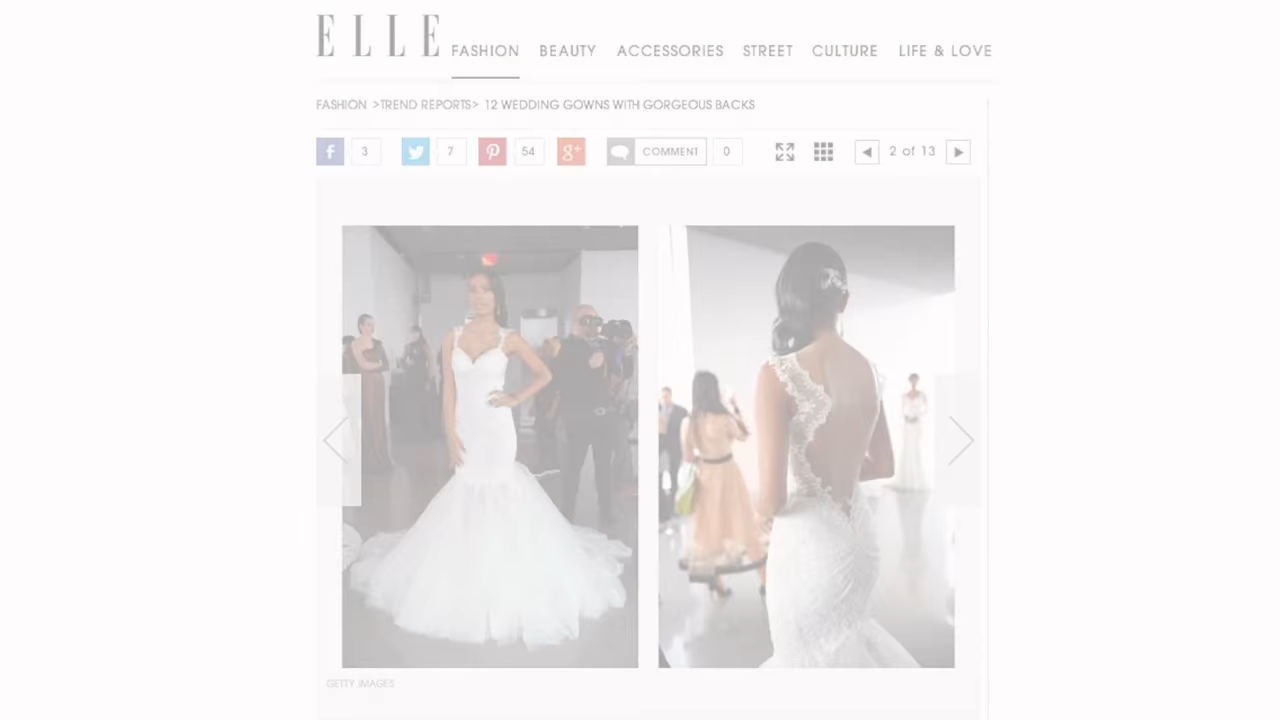 ELLE
FASHION BEAUTY ACCESSORIES STREET CULTURE LIFE & LOVE
FASHION >TREND REPORTS> 12 WEDDING GOWNS WITH GORGEOUS BACKS
f 3 7 54 g+ COMMENT 0 2 of 13
GETTY IMAGES